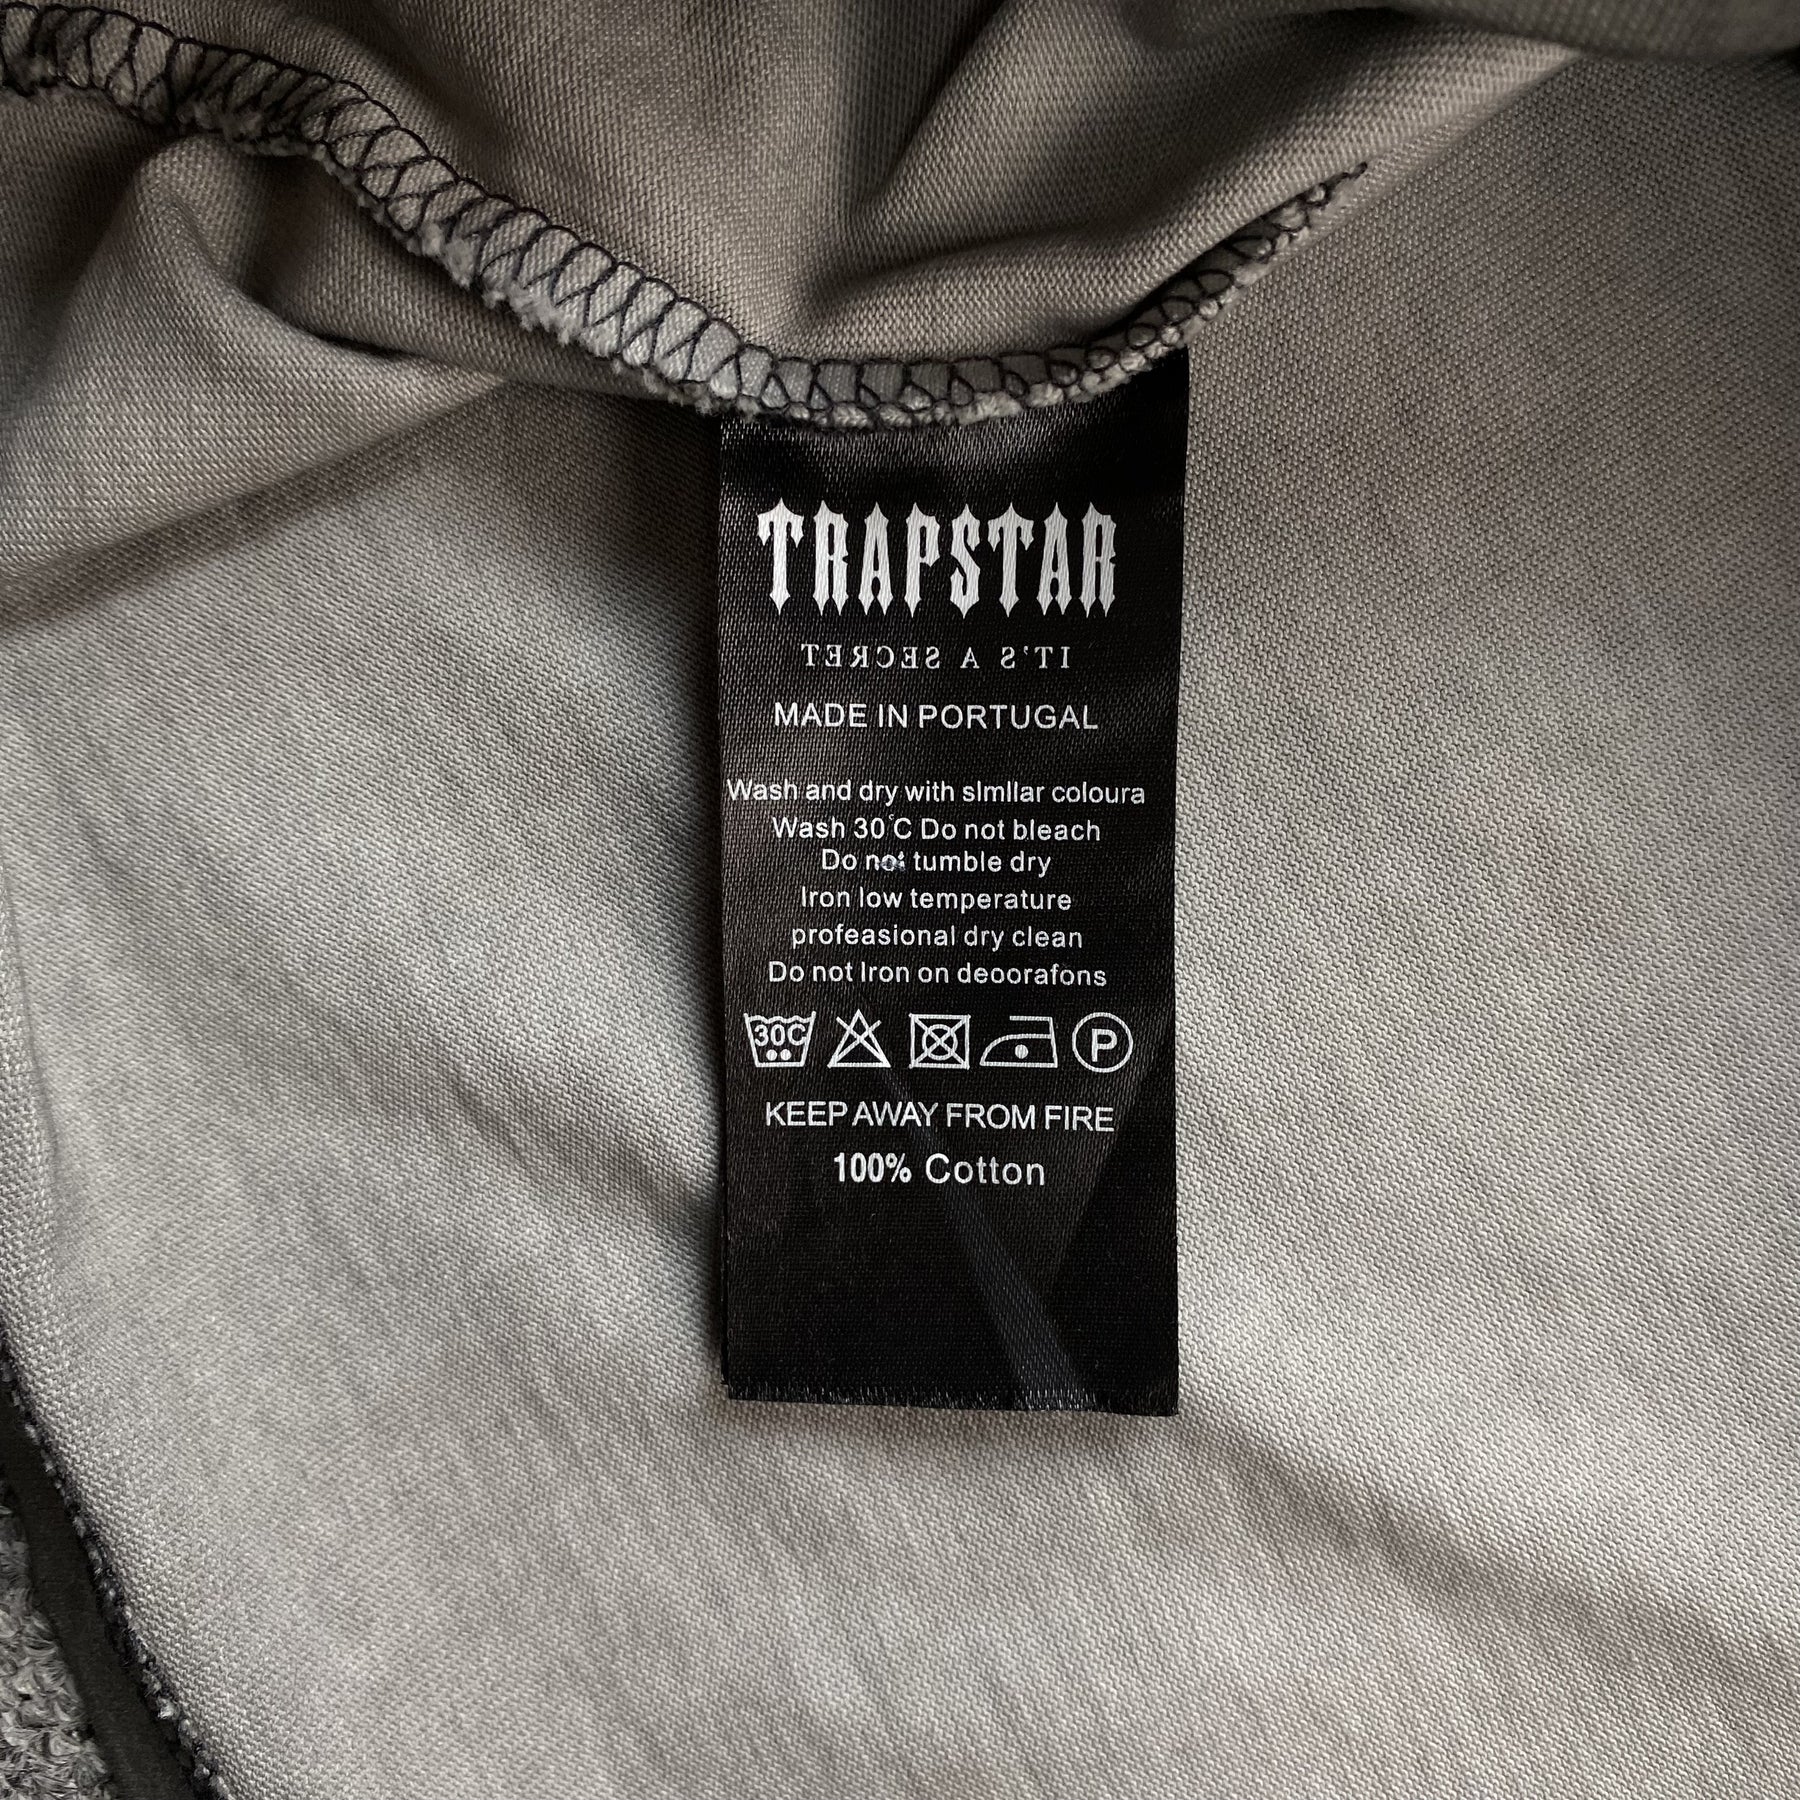 TRAPSTAR
IT'S A SECRET
MADE IN PORTUGAL
Wash and dry with slmllar coloura
Wash 30°C Do not bleach
Do not tumble dry
Iron low temperature
profeasional dry clean
Do not Iron on deoorafons
30C P
KEEP AWAY FROM FIRE
100% Cotton